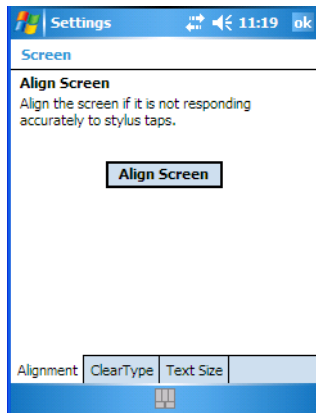 Settings 11:19 ok
Screen
Align Screen
Align the screen if it is not responding
accurately to stylus taps.
Align Screen
Alignment ClearType Text Size